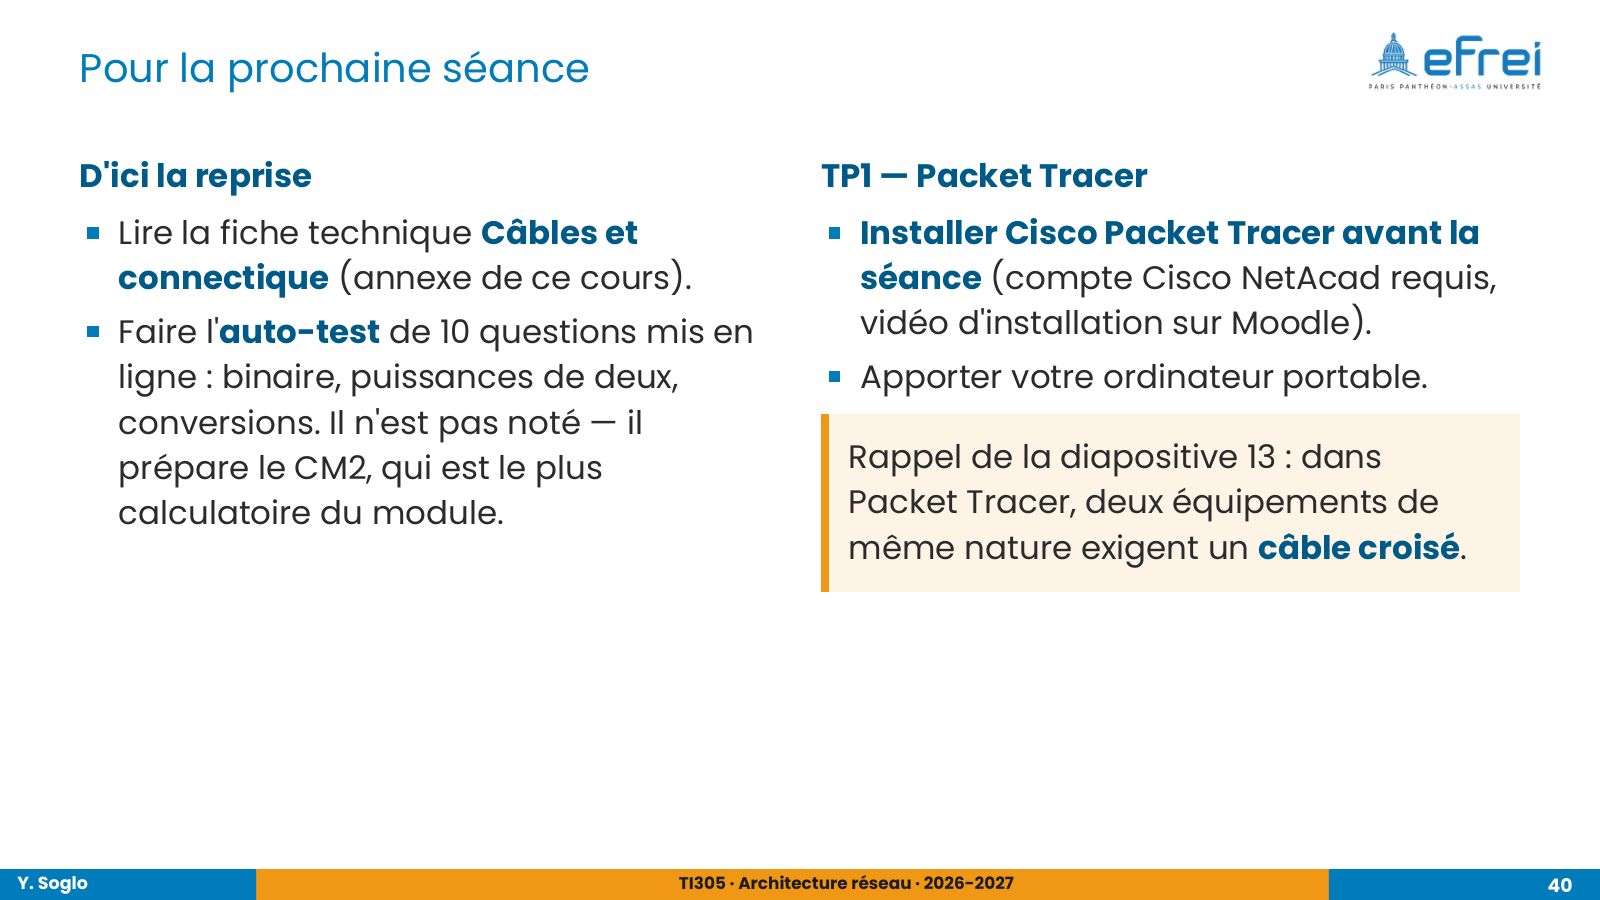 Pour la prochaine séance
efrei
PARIS PANTHÉON-ASSAS UNIVERSITÉ
D'ici la reprise
Lire la fiche technique Câbles et
connectique (annexe de ce cours).
Faire l'auto-test de 10 questions mis en
ligne : binaire, puissances de deux,
conversions. Il n'est pas noté — il
prépare le CM2, qui est le plus
calculatoire du module.
TP1 — Packet Tracer
Installer Cisco Packet Tracer avant la
séance (compte Cisco NetAcad requis,
vidéo d'installation sur Moodle).
Apporter votre ordinateur portable.
Rappel de la diapositive 13 : dans
Packet Tracer, deux équipements de
même nature exigent un câble croisé.
Y. Soglo
TI305 · Architecture réseau · 2026-2027
40